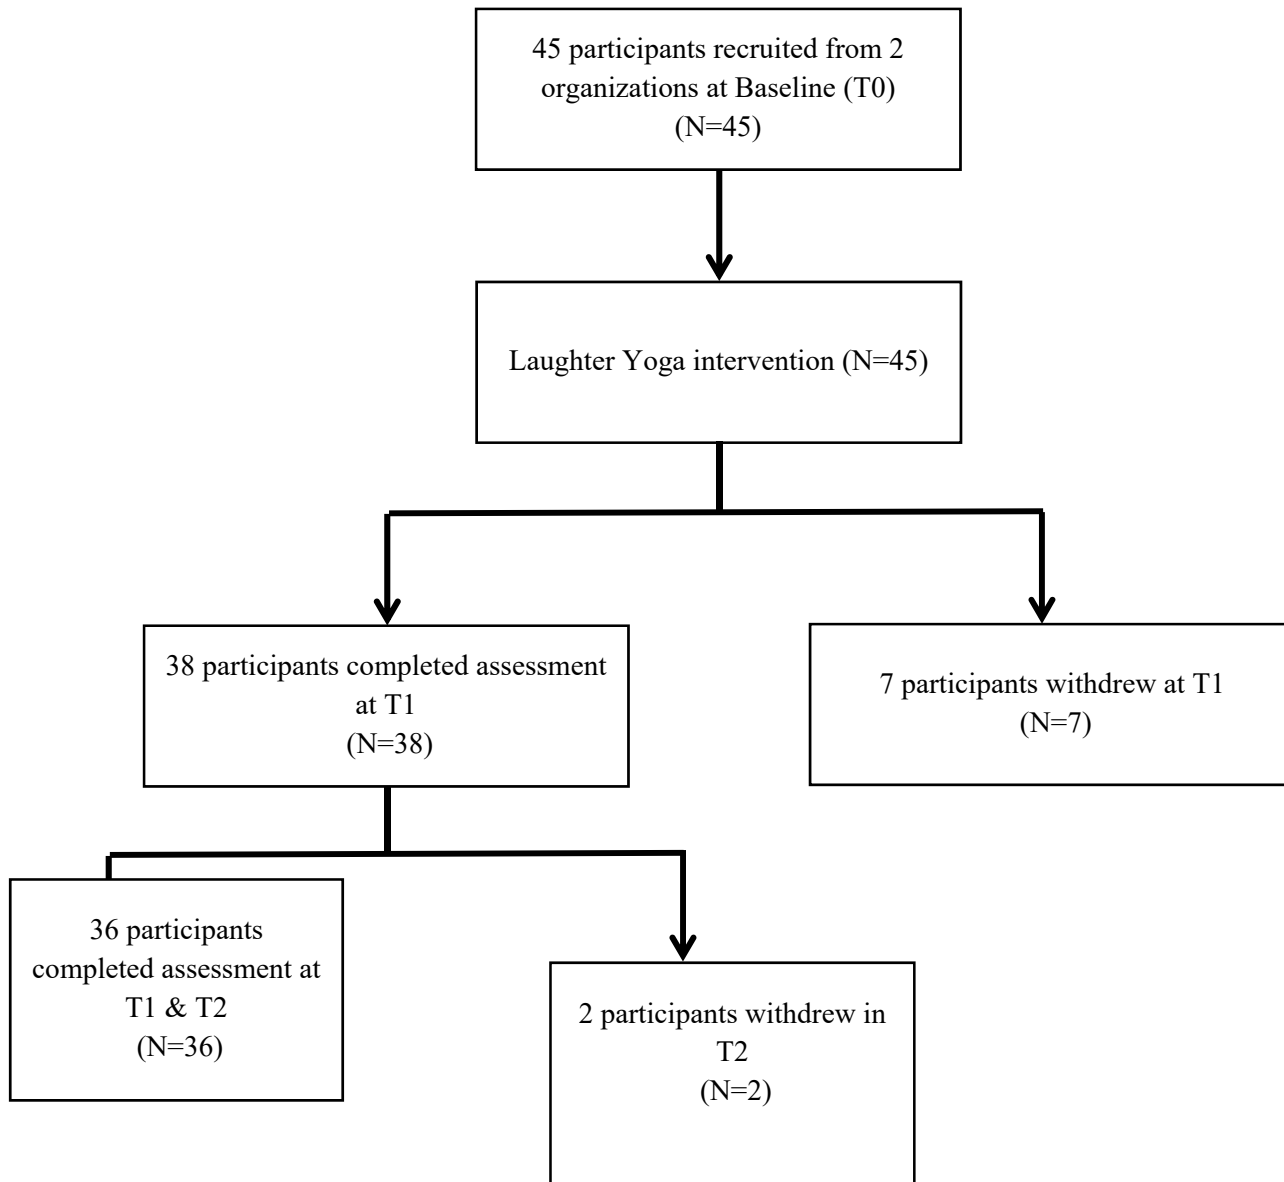 45 participants recruited from 2
organizations at Baseline (T0)
(N=45)
Laughter Yoga intervention (N=45)
38 participants completed assessment
at T1
(N=38)
7 participants withdrew at T1
(N=7)
36 participants
completed assessment at
T1 & T2
(N=36)
2 participants withdrew in
T2
(N=2)